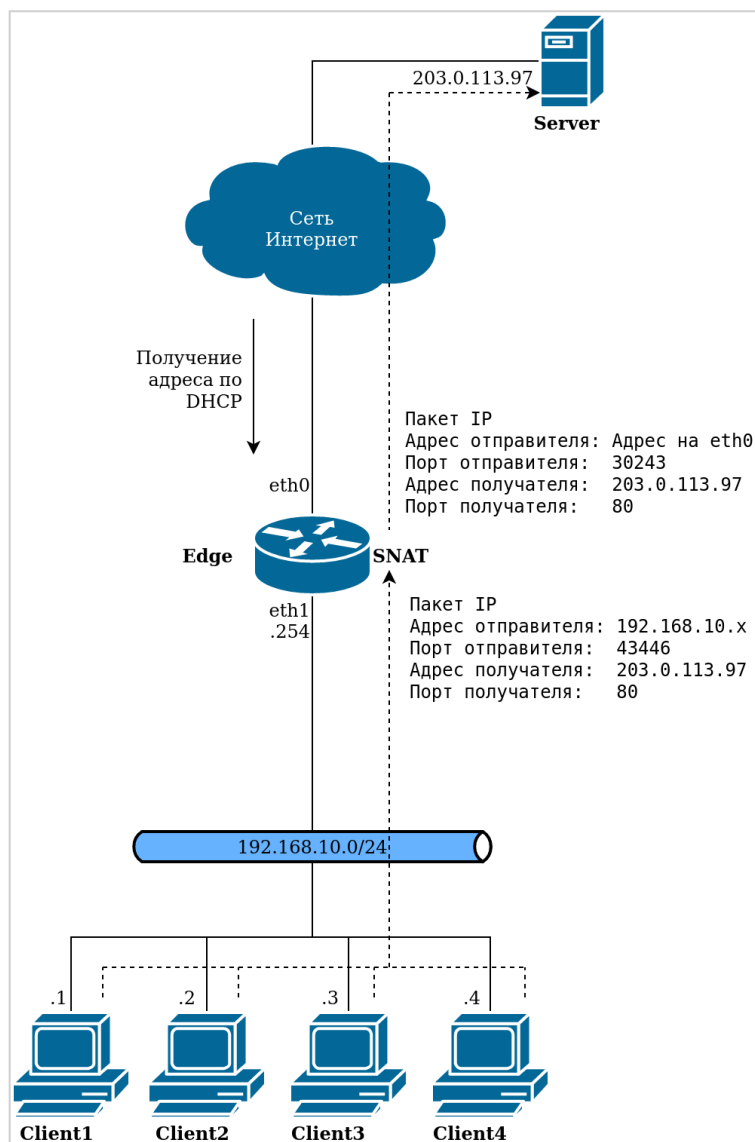 203.0.113.97
Server
Сеть
Интернет
Получение
адреса по
DHCP
Пакет IP
Адрес отправителя: Адрес на eth0
Порт отправителя: 30243
Адрес получателя: 203.0.113.97
Порт получателя: 80
eth0
Edge
SNAT
eth1
.254
Пакет IP
Адрес отправителя: 192.168.10.x
Порт отправителя: 43446
Адрес получателя: 203.0.113.97
Порт получателя: 80
192.168.10.0/24
.1
.2
.3
.4
Client1
Client2
Client3
Client4